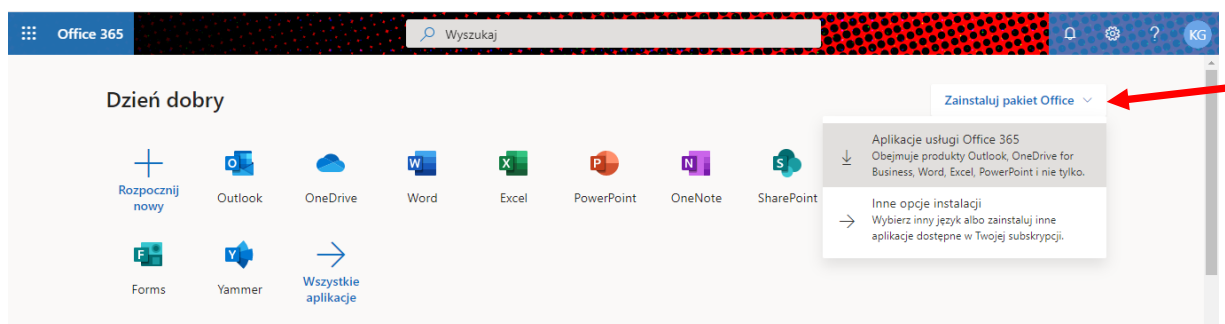 Office 365
Wyszukaj
?
KG
Dzień dobry
Zainstaluj pakiet Office
Aplikacje usługi Office 365
Obejmuje produkty Outlook, OneDrive for
Business, Word, Excel, PowerPoint i nie tylko.
Inne opcje instalacji
Wybierz inny język albo zainstaluj inne
aplikacje dostępne w Twojej subskrypcji.
Rozpocznij
nowy
Outlook
OneDrive
Word
Excel
PowerPoint
OneNote
SharePoint
Forms
Yammer
Wszystkie
aplikacje